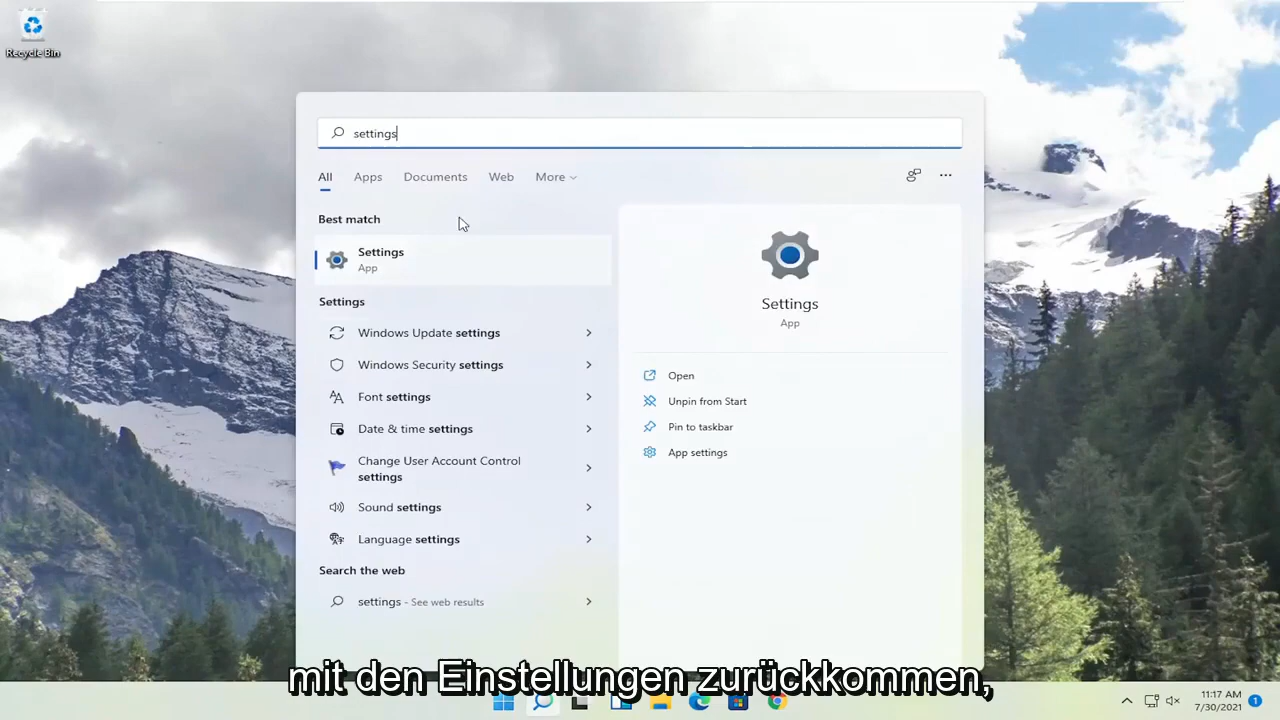 Recycle Bin
settings
All Apps Documents Web More
Best match
Settings
App
Settings
Windows Update settings
Windows Security settings
Font settings
Date & time settings
Change User Account Control
settings
Sound settings
Language settings
Search the web
settings - See web results
Settings
App
Open
Unpin from Start
Pin to taskbar
App settings
mit den Einstellungen zurückkommen,
11:17 AM
7/30/2021
1